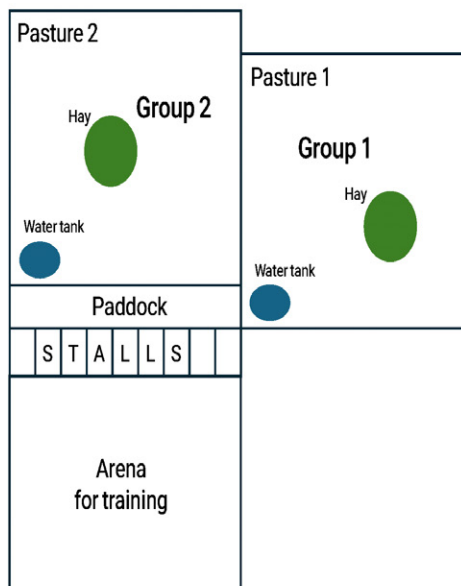 Pasture 2
Hay
Group 2
Water tank
Pasture 1
Group 1
Hay
Water tank
Paddock
S T A L L S
Arena
for training